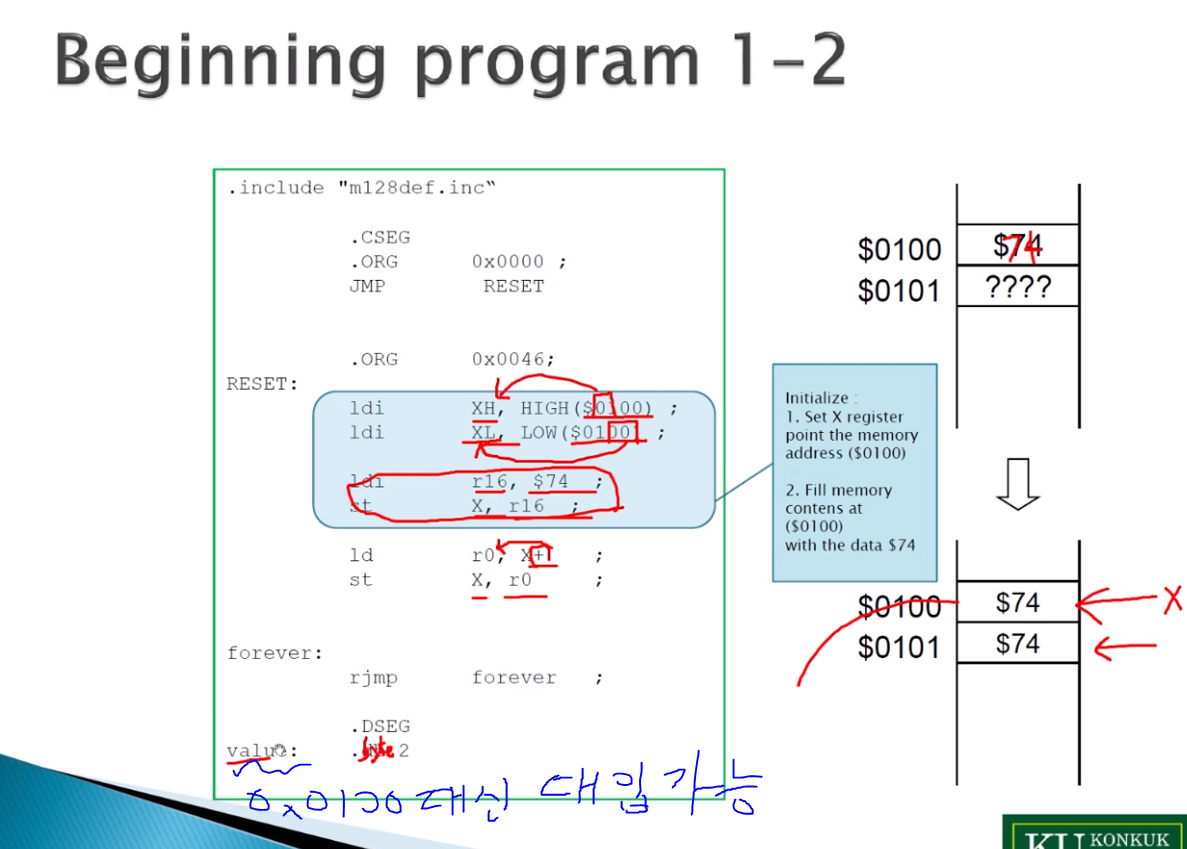 Beginning program 1-2
.include "m128def.inc“
.CSEG
.ORG 0x0000 ;
JMP RESET
.ORG 0x0046;
RESET:
ldi XH, HIGH($0100) ;
ldi XL, LOW($0100) ;
ldi r16, $74 ;
st X, r16 ;
ld r0, X+ ;
st X, r0 ;
forever:
rjmp forever ;
.DSEG
value: .byte 2
0x0100 대신 대입가능
Initialize :
1. Set X register
point the memory
address ($0100)
2. Fill memory
contens at
($0100)
with the data $74
$0100 $74
74
$0101 ????
$0100 $74 X
$0101 $74
KU KONKUK